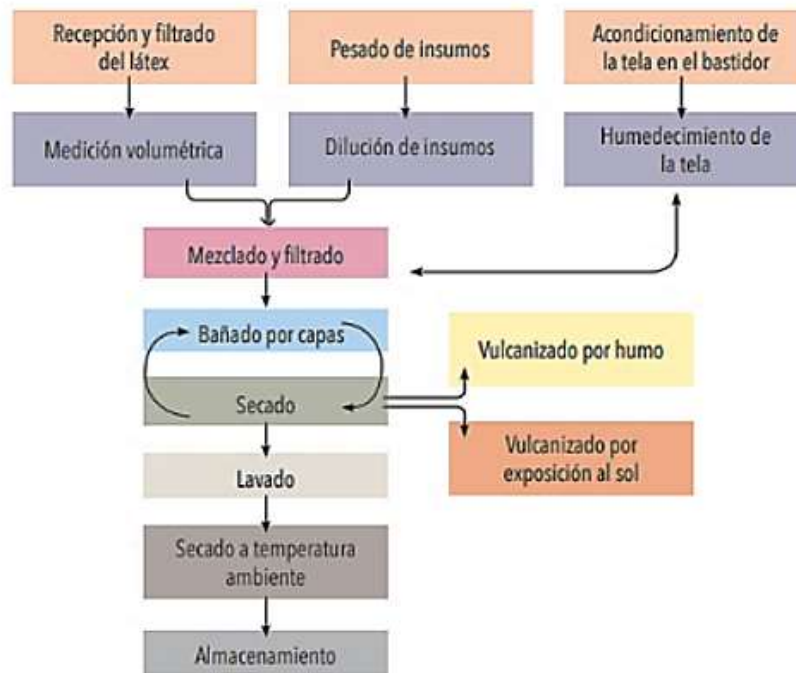 Recepción y filtrado
del látex
Pesado de insumos
Acondicionamiento de
la tela en el bastidor
Medición volumétrica
Dilución de insumos
Humedecimiento de
la tela
Mezclado y filtrado
Bañado por capas
Vulcanizado por humo
Secado
Vulcanizado por
exposición al sol
Lavado
Secado a temperatura
ambiente
Almacenamiento